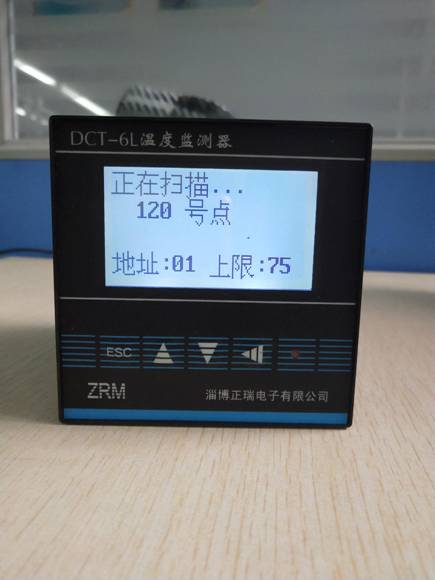 DCT-6L温度监测器
正在扫描...
120 号点
地址:01 上限:75
ESC
ZRM 淄博正瑞电子有限公司